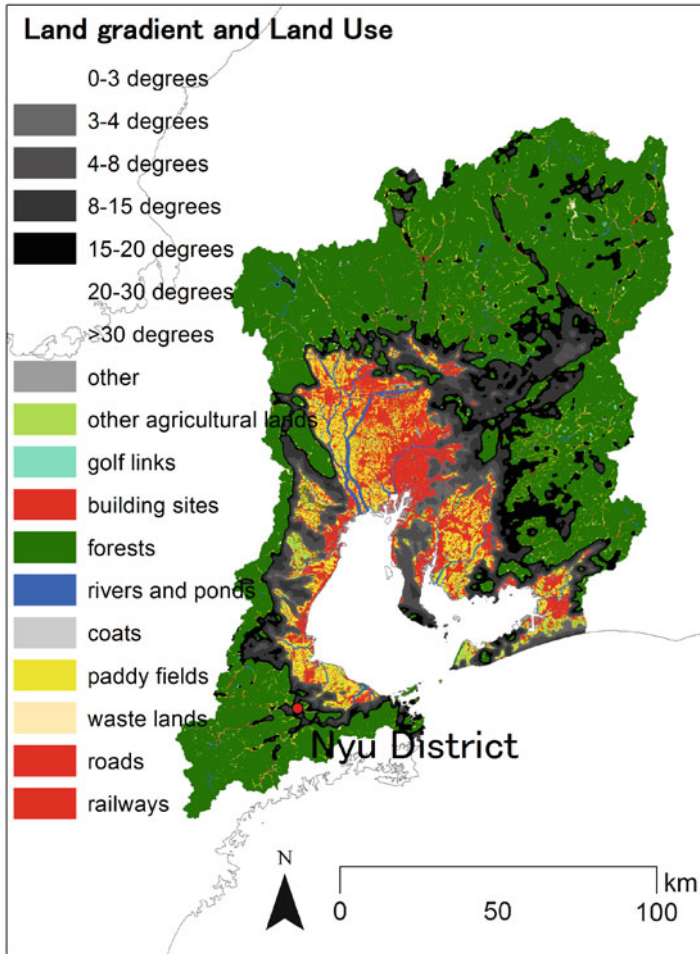 Land gradient and Land Use
0-3 degrees
3-4 degrees
4-8 degrees
8-15 degrees
15-20 degrees
20-30 degrees
>30 degrees
other
other agricultural lands
golf links
building sites
forests
rivers and ponds
coats
paddy fields
waste lands
roads
railways
Nyu District
N
km
0 50 100